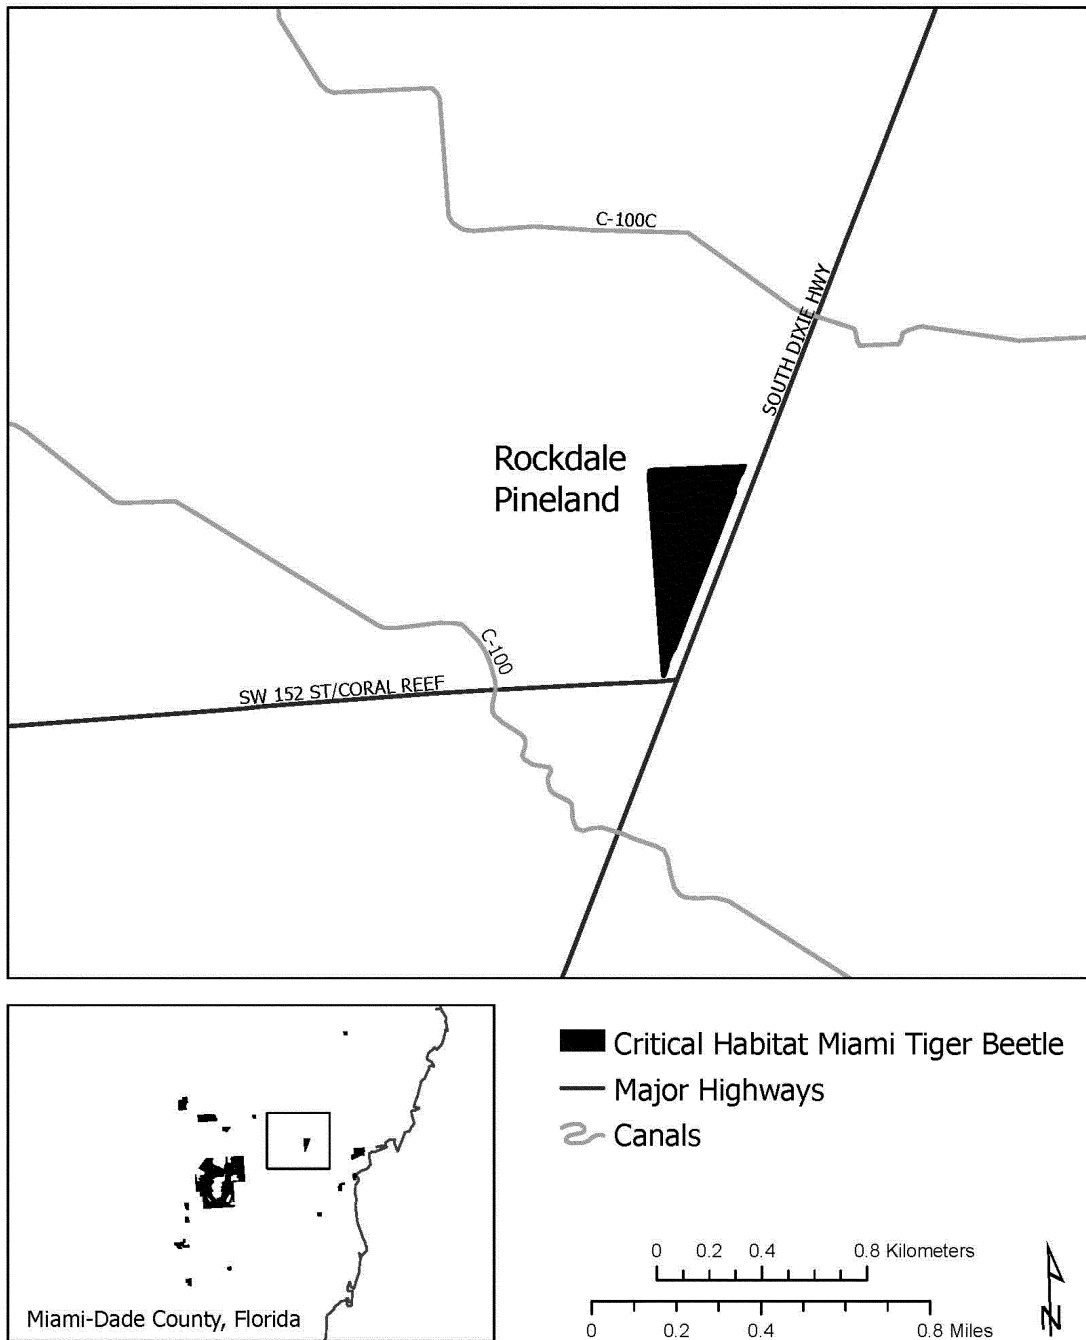 C-100C
SOUTH DIXIE HWY
Rockdale
Pineland
C-100
SW 152 ST/CORAL REEF
Miami-Dade County, Florida
Critical Habitat Miami Tiger Beetle
Major Highways
Canals
0 0.2 0.4 0.8 Kilometers
0 0.2 0.4 0.8 Miles
N